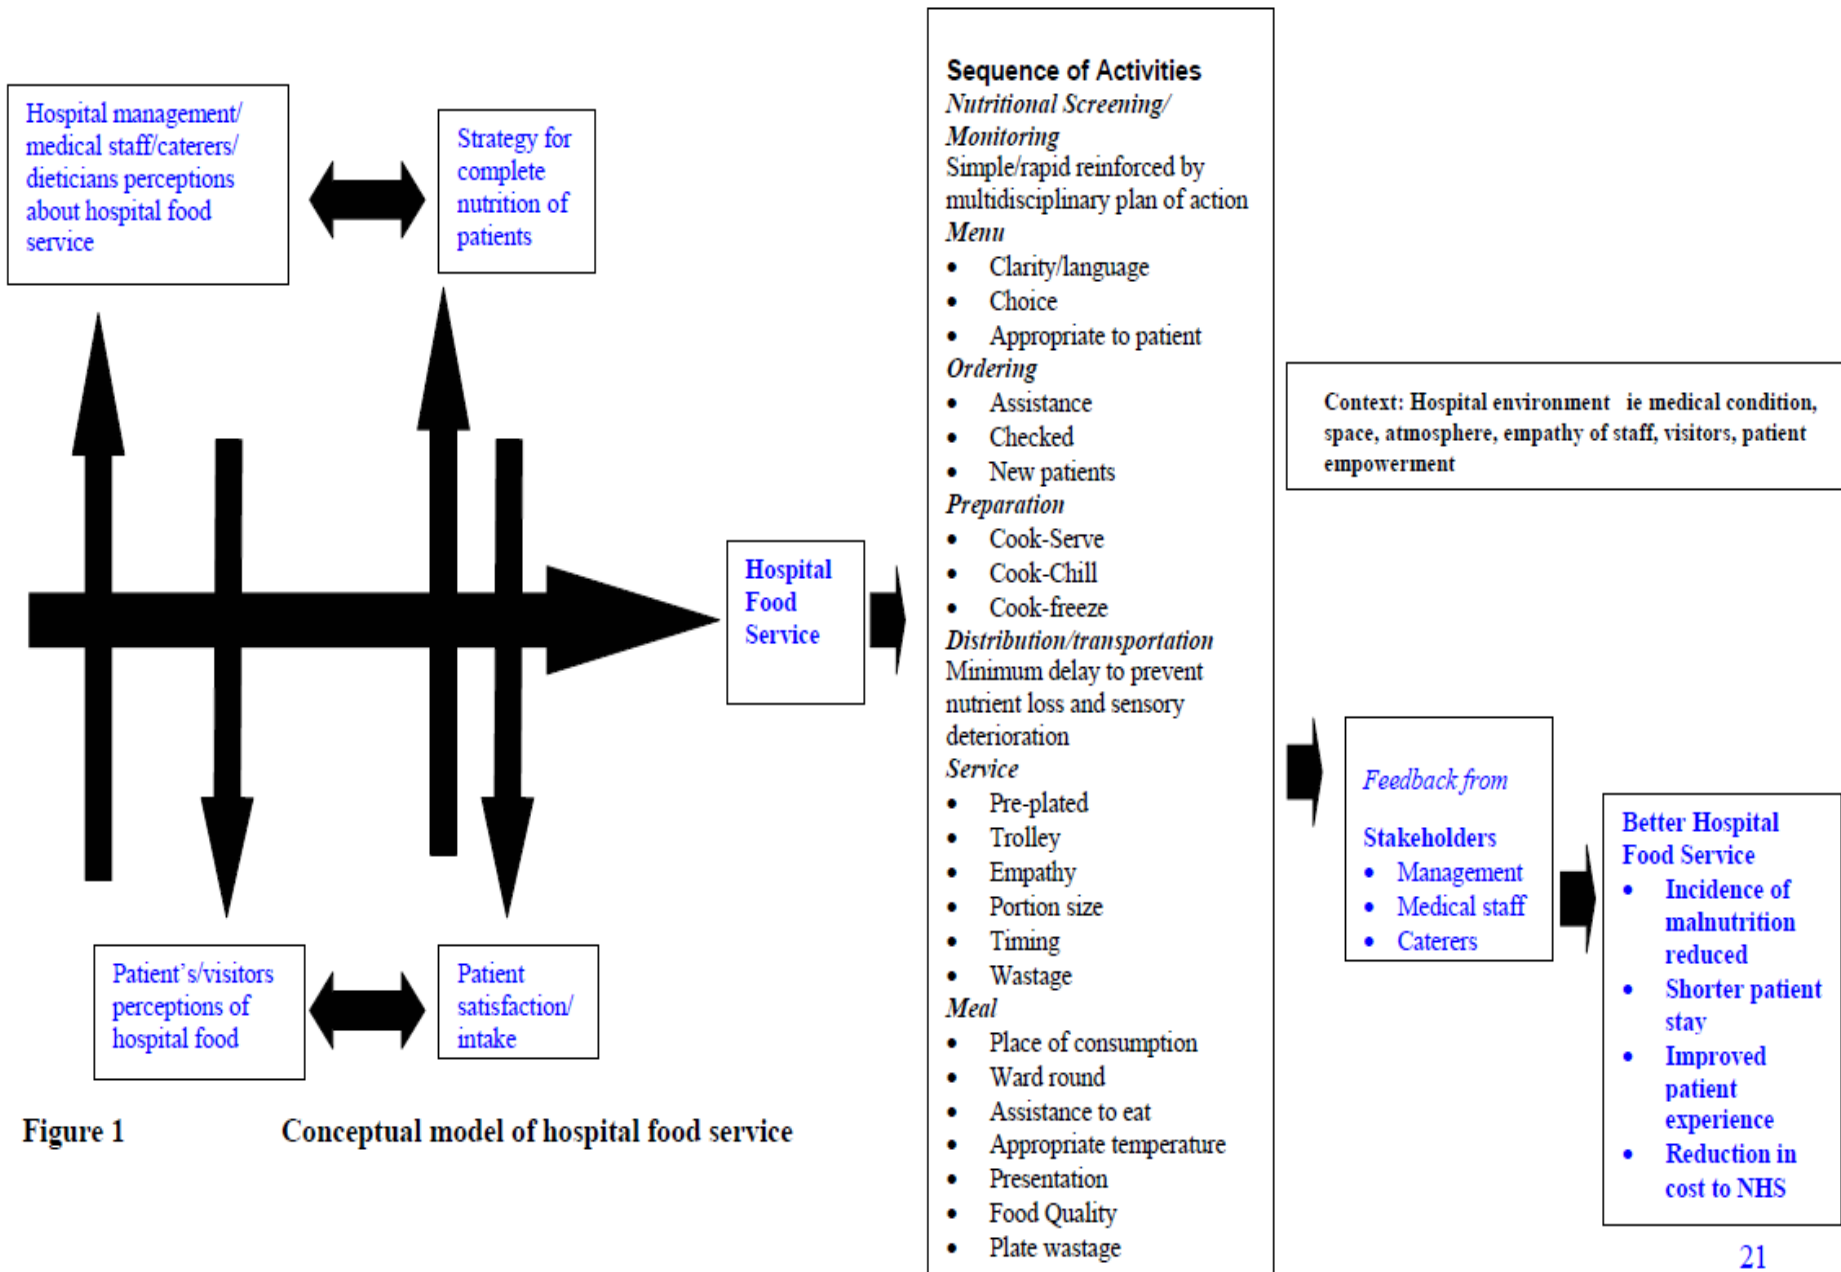 Hospital management/
medical staff/caterers/
dieticians perceptions
about hospital food
service
Strategy for
complete
nutrition of
patients
Patient's/visitors
perceptions of
hospital food
Patient
satisfaction/
intake
Hospital
Food
Service
Sequence of Activities
Nutritional Screening/
Monitoring
Simple/rapid reinforced by
multidisciplinary plan of action
Menu
• Clarity/language
• Choice
• Appropriate to patient
Ordering
• Assistance
• Checked
• New patients
Preparation
• Cook-Serve
• Cook-Chill
• Cook-freeze
Distribution/transportation
Minimum delay to prevent
nutrient loss and sensory
deterioration
Service
• Pre-plated
• Trolley
• Empathy
• Portion size
• Timing
• Wastage
Meal
• Place of consumption
• Ward round
• Assistance to eat
• Appropriate temperature
• Presentation
• Food Quality
• Plate wastage
Context: Hospital environment ie medical condition,
space, atmosphere, empathy of staff, visitors, patient
empowerment
Feedback from
Stakeholders
• Management
• Medical staff
• Caterers
Better Hospital
Food Service
• Incidence of
malnutrition
reduced
• Shorter patient
stay
• Improved
patient
experience
• Reduction in
cost to NHS
Figure 1 Conceptual model of hospital food service
21